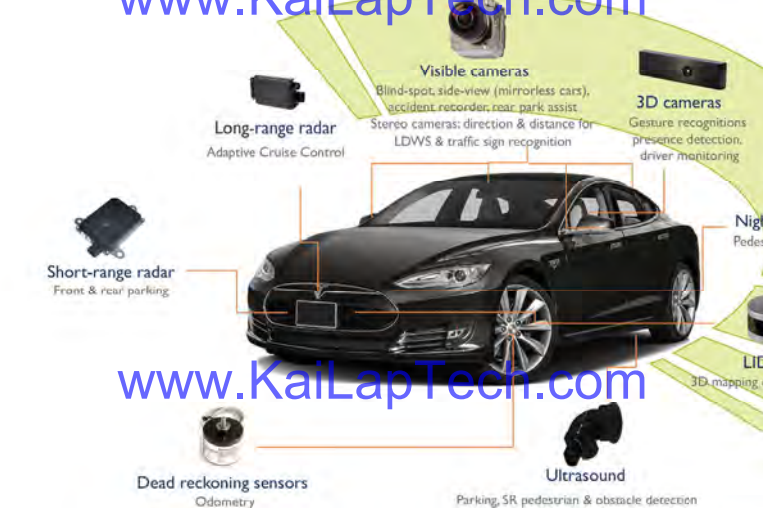 www.KaiLapTech.com
Visible cameras
Blind-spot, side-view (mirrorless cars),
accident recorder, rear park assist
Stereo cameras: direction & distance for
LDWS & traffic sign recognition
3D cameras
Gesture recognitions
presence detection,
driver monitoring
Long-range radar
Adaptive Cruise Control
Short-range radar
Front & rear parking
3D mapping
www.KaiLapTech.com
Dead reckoning sensors
Odometry
Ultrasound
Parking, SR pedestrian & obstacle detection